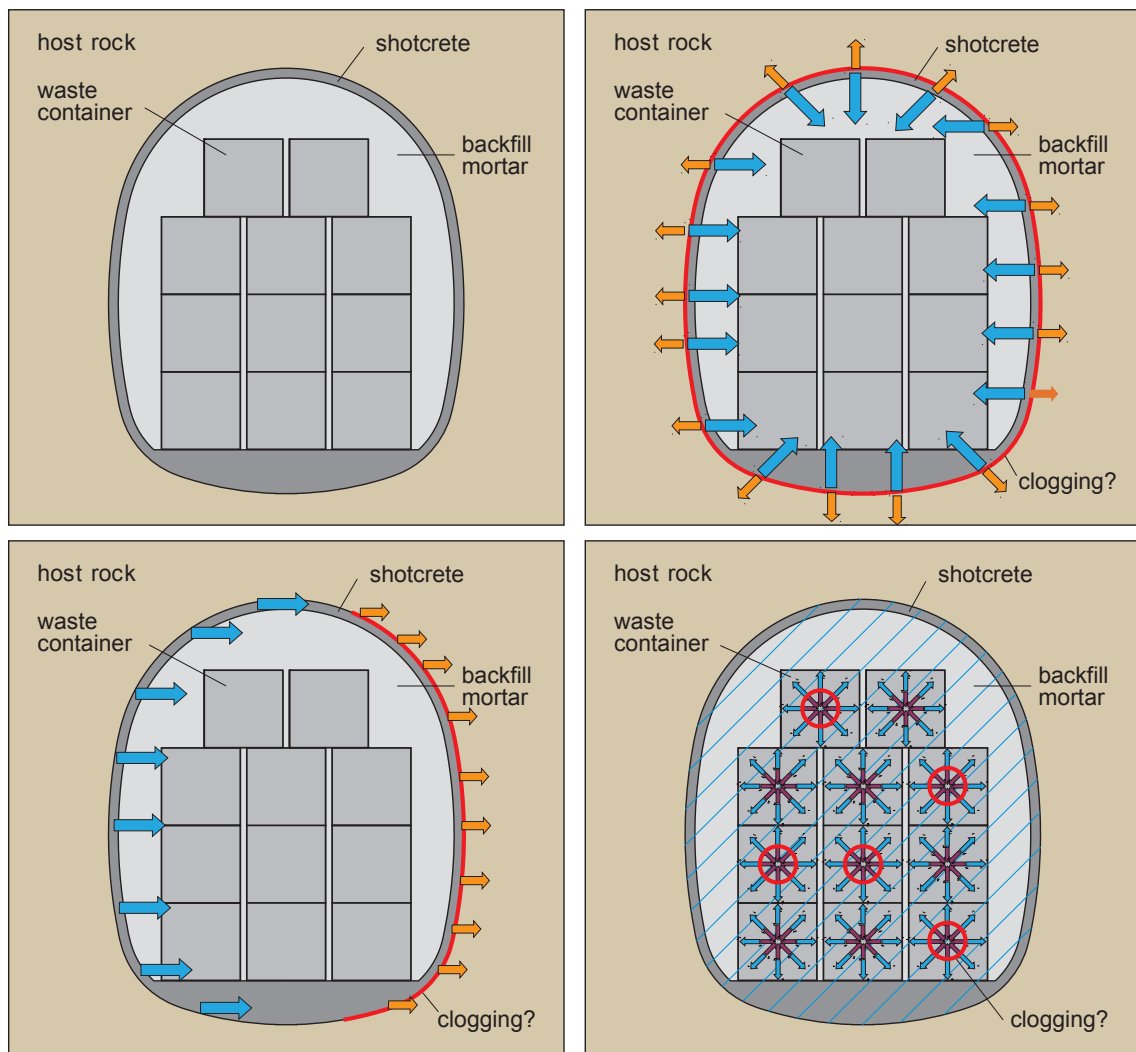 host rock
shotcrete
waste
container
backfill
mortar
host rock
shotcrete
waste
container
backfill
mortar
clogging?
host rock
shotcrete
waste
container
backfill
mortar
clogging?
host rock
shotcrete
waste
container
backfill
mortar
clogging?